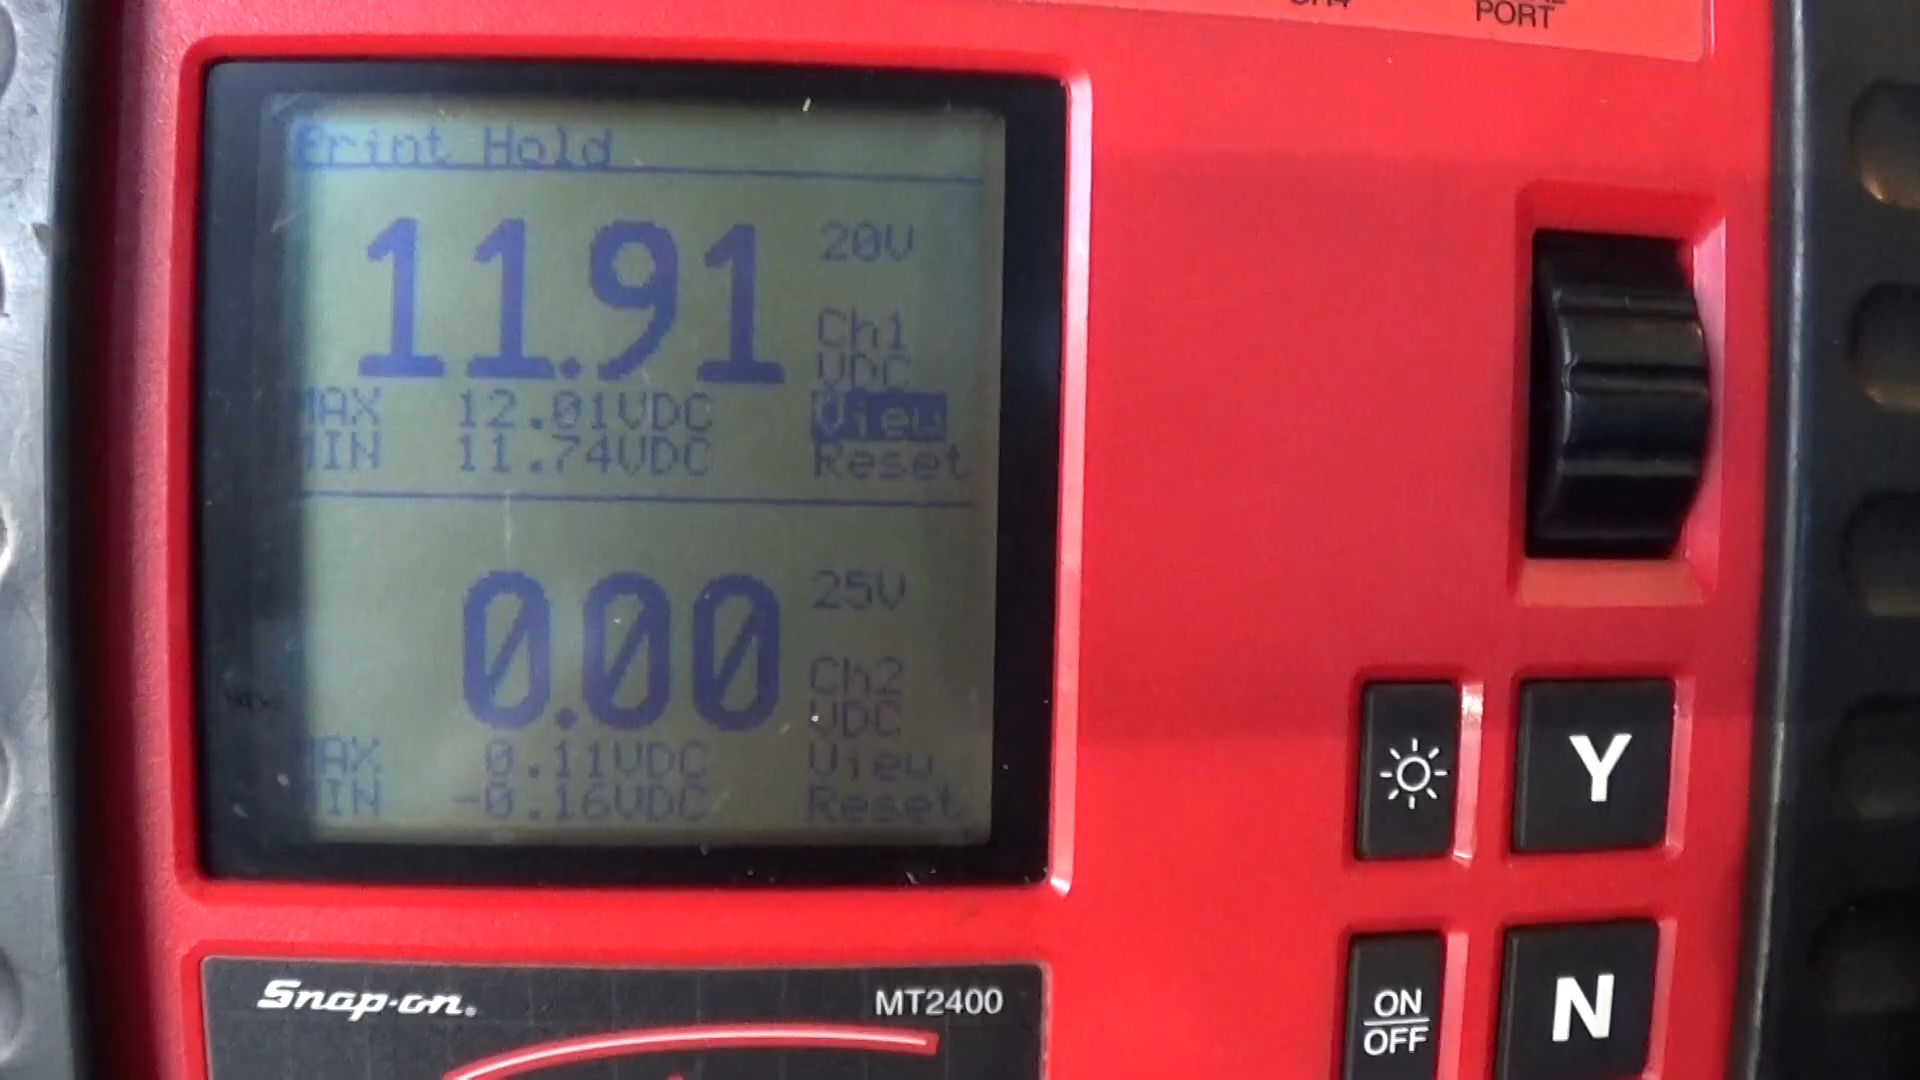 PORT
Print Hold
11.91 20V
Ch1
VDC
MAX 12.01VDC View
MIN 11.74VDC Reset
0.00 25V
Ch2
VDC
MAX 0.11VDC View
MIN -0.16VDC Reset
Y
Snap-on. MT2400
ON
OFF
N